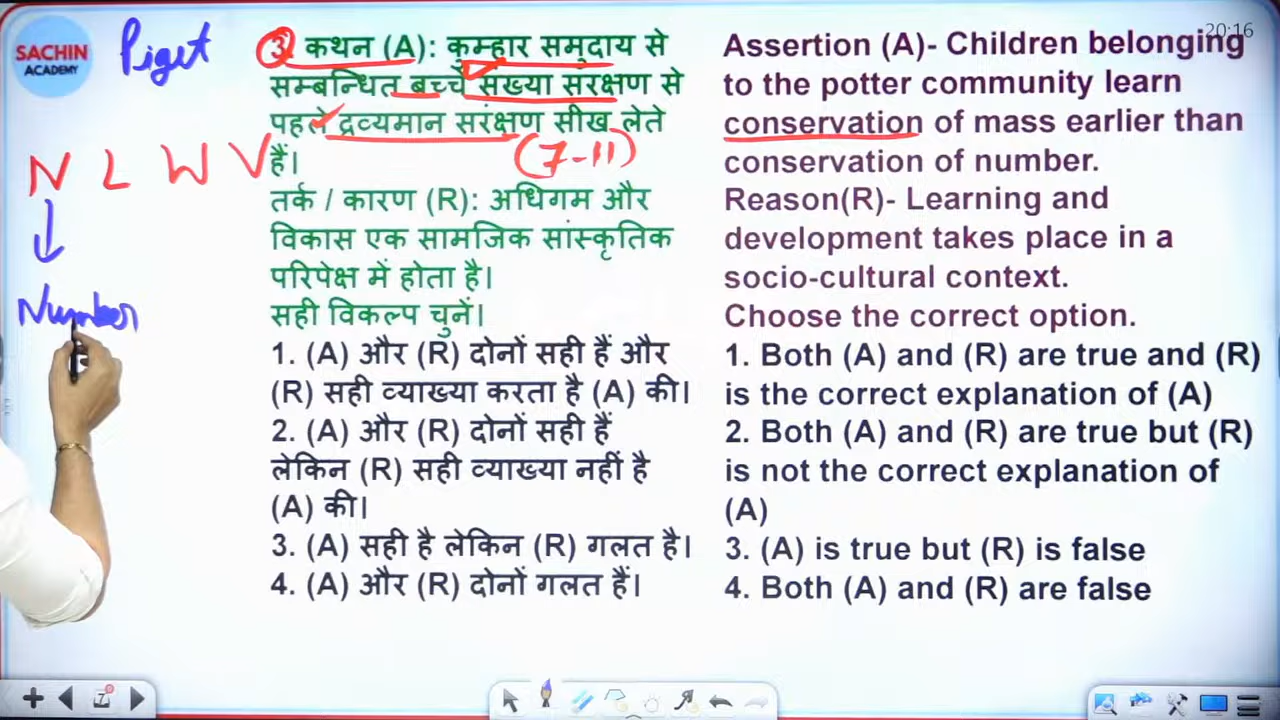 SACHIN
ACADEMY
Piget
N L W V
Number
(7-11)
3 कथन (A): कुम्हार समुदाय से
सम्बन्धित बच्चे संख्या संरक्षण से
पहले द्रव्यमान सरंक्षण सीख लेते
हैं।
तर्क / कारण (R): अधिगम और
विकास एक सामजिक सांस्कृतिक
परिपेक्ष में होता है।
सही विकल्प चुनें।
1. (A) और (R) दोनों सही हैं और
(R) सही व्याख्या करता है (A) की।
2. (A) और (R) दोनों सही हैं
लेकिन (R) सही व्याख्या नहीं है
(A) की।
3. (A) सही है लेकिन (R) गलत है।
4. (A) और (R) दोनों गलत हैं।
20:16
Assertion (A)- Children belonging
to the potter community learn
conservation of mass earlier than
conservation of number.
Reason(R)- Learning and
development takes place in a
socio-cultural context.
Choose the correct option.
1. Both (A) and (R) are true and (R)
is the correct explanation of (A)
2. Both (A) and (R) are true but (R)
is not the correct explanation of
(A)
3. (A) is true but (R) is false
4. Both (A) and (R) are false